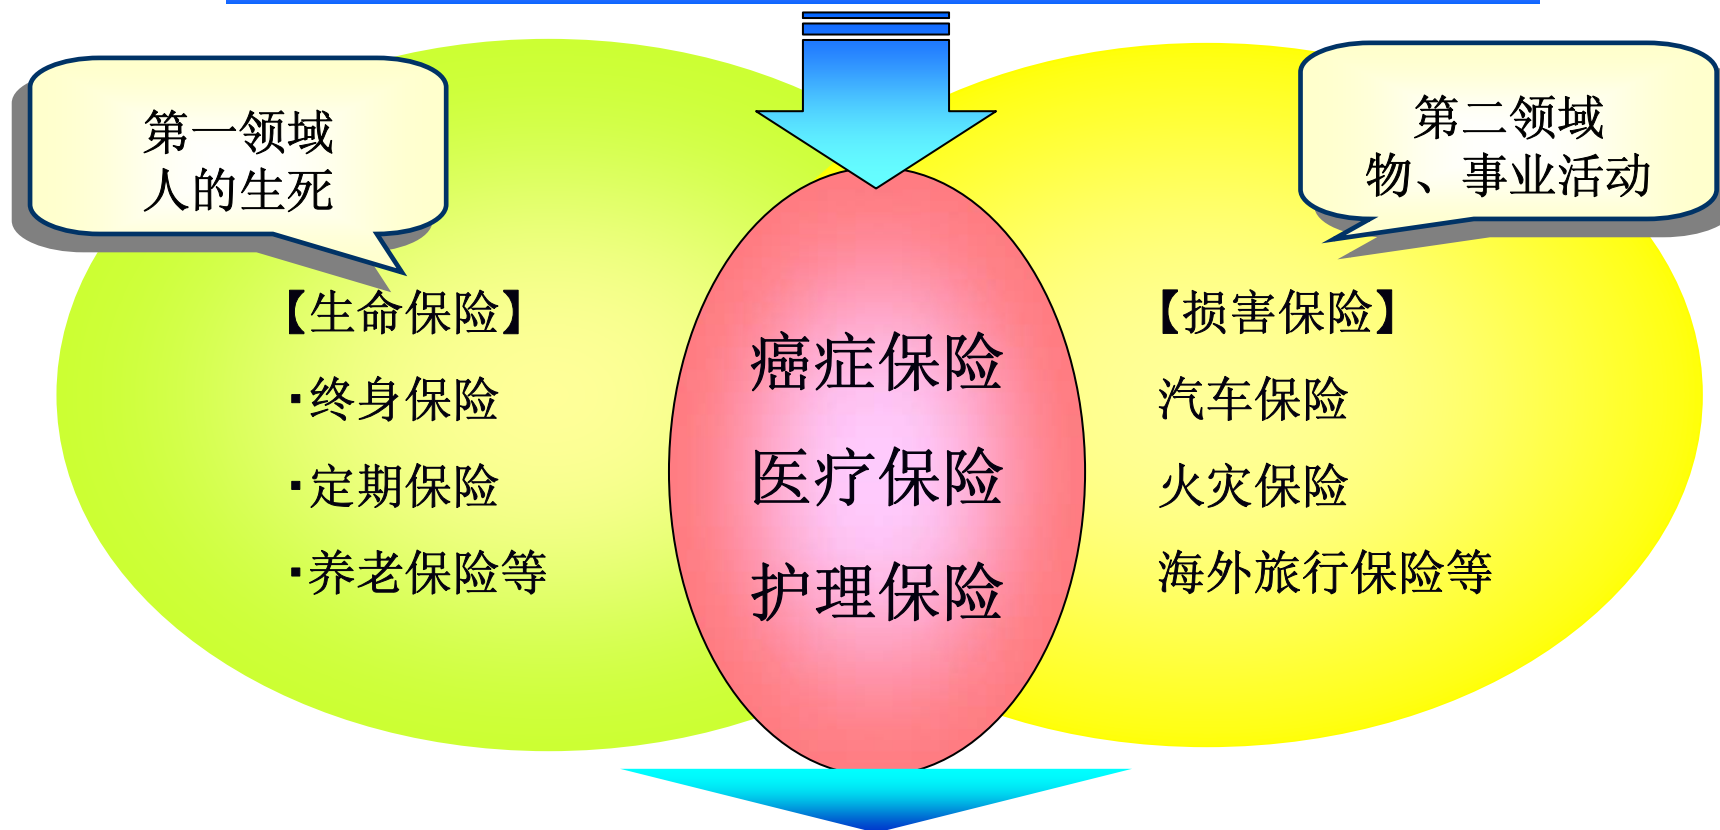 第一领域
人的生死
第二领域
物、事业活动
【生命保险】
▪终身保险
▪定期保险
▪养老保险等
癌症保险
医疗保险
护理保险
【损害保险】
汽车保险
火灾保险
海外旅行保险等